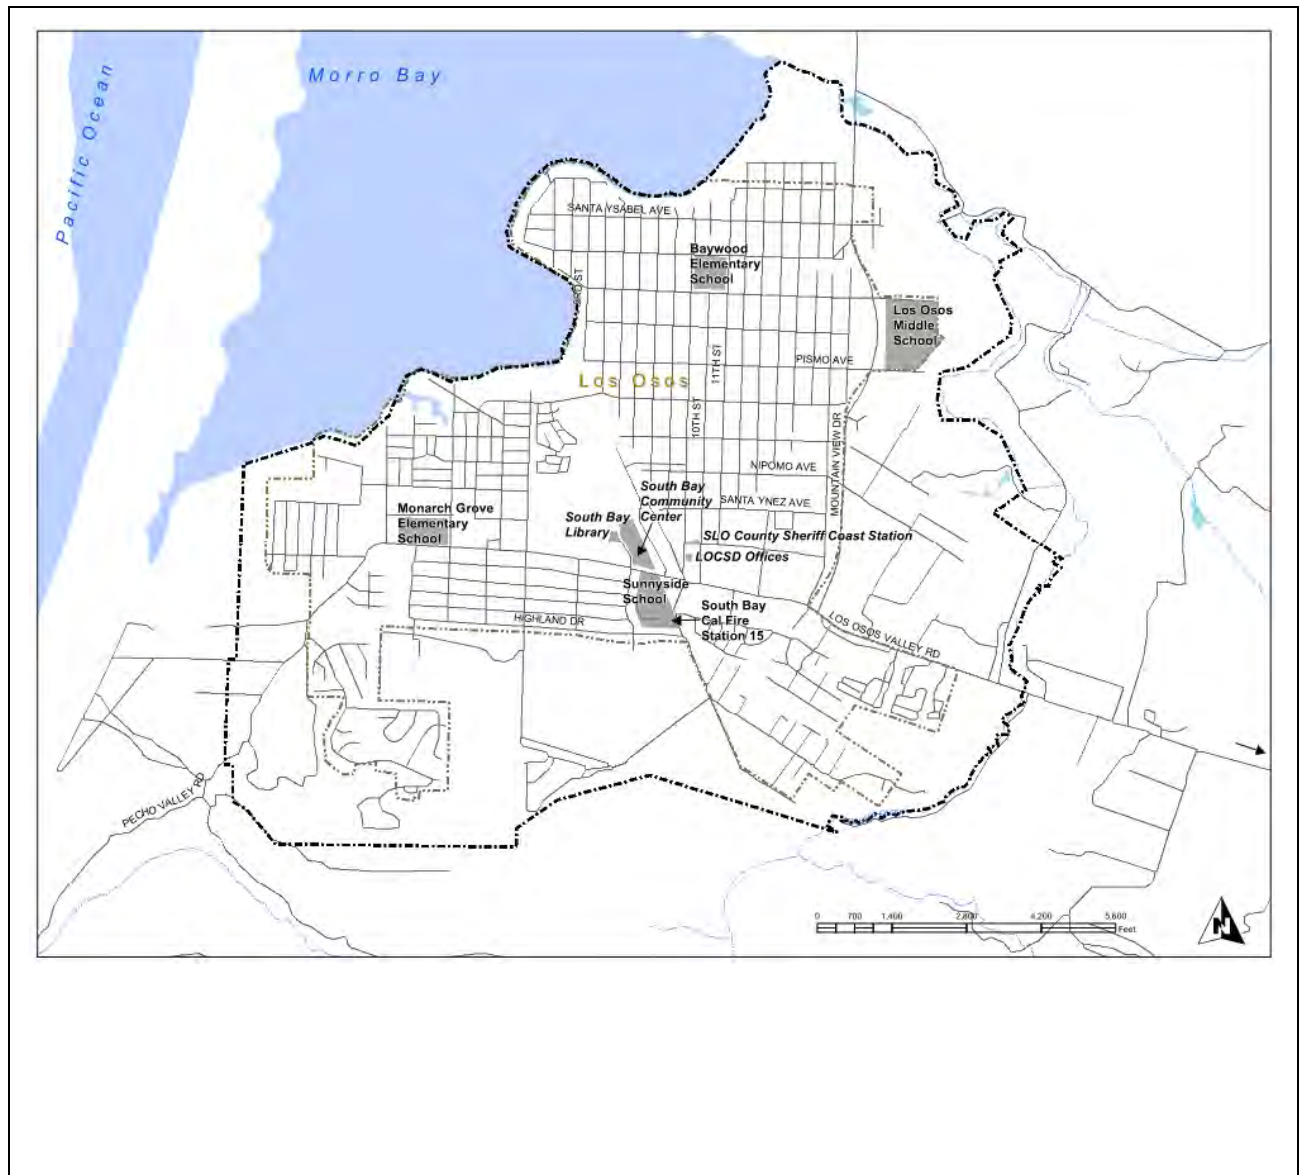 Morro Bay
Pacific Ocean
SANTA YSABEL AVE
Baywood
Elementary
School
3RD ST
Los Osos
Middle
School
11TH ST
PISMO AVE
Los Osos
10TH ST
MOUNTAIN VIEW DR
NIPOMO AVE
South Bay
Community
Center
SANTA YNEZ AVE
Monarch Grove
Elementary
School
South Bay
Library
SLO County Sheriff Coast Station
LOCSD Offices
Sunnyside
School
South Bay
Cal Fire
Station 15
HIGHLAND DR
LOS OSOS VALLEY RD
PECHO VALLEY RD
0 700 1,400 2,800 4,200 5,600
Feet
N